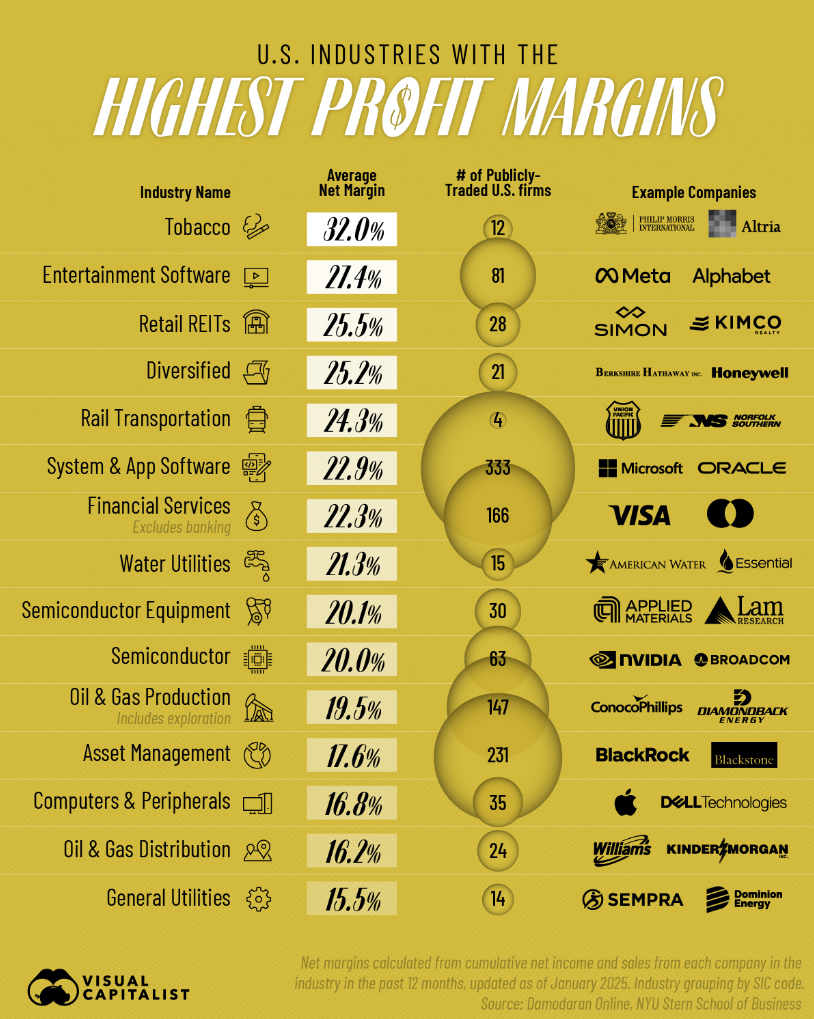 U.S. INDUSTRIES WITH THE
HIGHEST PROFIT MARGINS
Industry Name
Average
Net Margin
# of Publicly-
Traded U.S. firms
Example Companies
Tobacco 32.0% 12 PHILIP MORRIS INTERNATIONAL Altria
Entertainment Software 27.4% 81 Meta Alphabet
Retail REITs 25.5% 28 SIMON KIMCO REALTY
Diversified 25.2% 21 BERKSHIRE HATHAWAY INC. Honeywell
Rail Transportation 24.3% 4 UNION PACIFIC NS NORFOLK SOUTHERN
System & App Software 22.9% 333 Microsoft ORACLE
Financial Services 22.3% 166 VISA
Excludes banking
Water Utilities 21.3% 15 AMERICAN WATER Essential
Semiconductor Equipment 20.1% 30 APPLIED MATERIALS Lam RESEARCH
Semiconductor 20.0% 63 NVIDIA BROADCOM
Oil & Gas Production 19.5% 147 ConocoPhillips DIAMONDBACK ENERGY
Includes exploration
Asset Management 17.6% 231 BlackRock Blackstone
Computers & Peripherals 16.8% 35 DELLTechnologies
Oil & Gas Distribution 16.2% 24 Williams KINDER MORGAN INC.
General Utilities 15.5% 14 SEMPRA Dominion Energy
VISUAL
CAPITALIST
Net margins calculated from cumulative net income and sales from each company in the
industry in the past 12 months, updated as of January 2025. Industry grouping by SIC code.
Source: Damodaran Online, NYU Stern School of Business